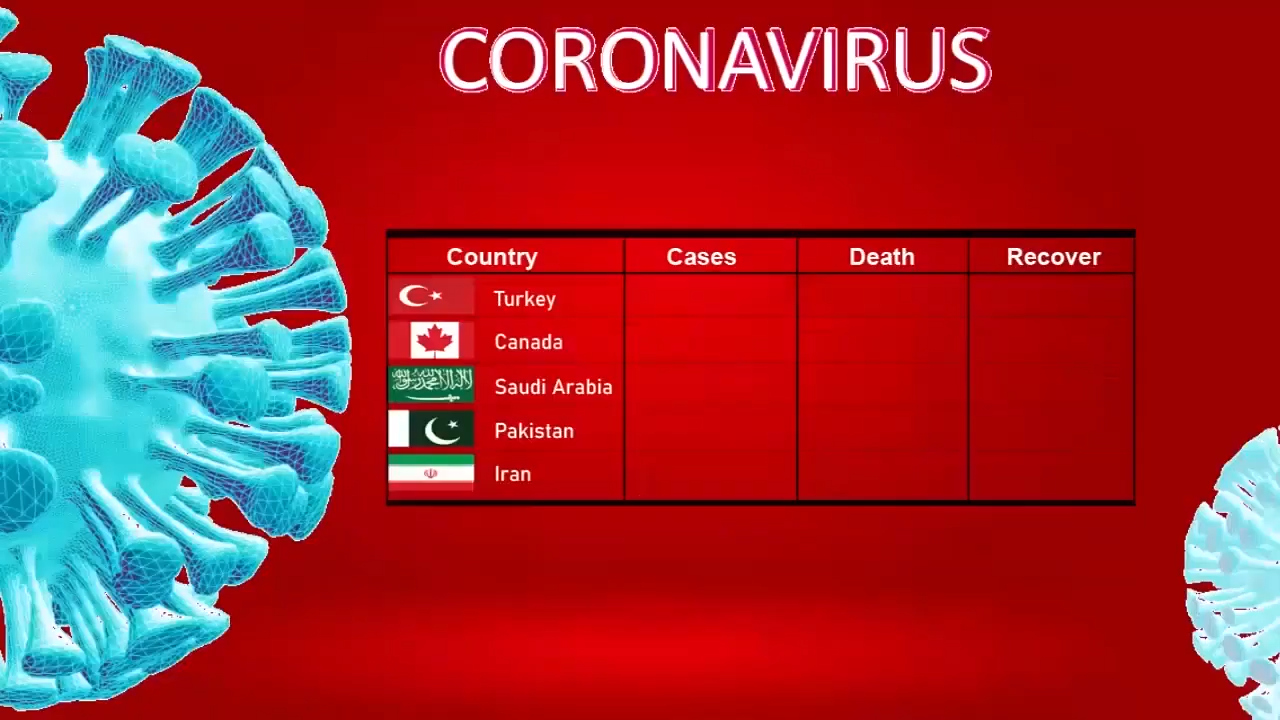 CORONAVIRUS
Country Cases Death Recover
Turkey
Canada
Saudi Arabia
Pakistan
Iran